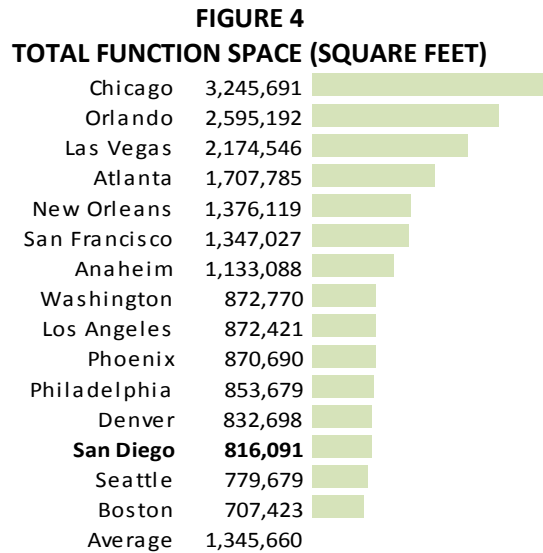 FIGURE 4
TOTAL FUNCTION SPACE (SQUARE FEET)
Chicago 3,245,691
Orlando 2,595,192
Las Vegas 2,174,546
Atlanta 1,707,785
New Orleans 1,376,119
San Francisco 1,347,027
Anaheim 1,133,088
Washington 872,770
Los Angeles 872,421
Phoenix 870,690
Philadelphia 853,679
Denver 832,698
San Diego 816,091
Seattle 779,679
Boston 707,423
Average 1,345,660